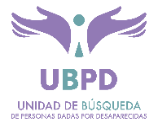 UBPD
UNIDAD DE BÚSQUEDA
DE PERSONAS DADAS POR DESAPARECIDAS